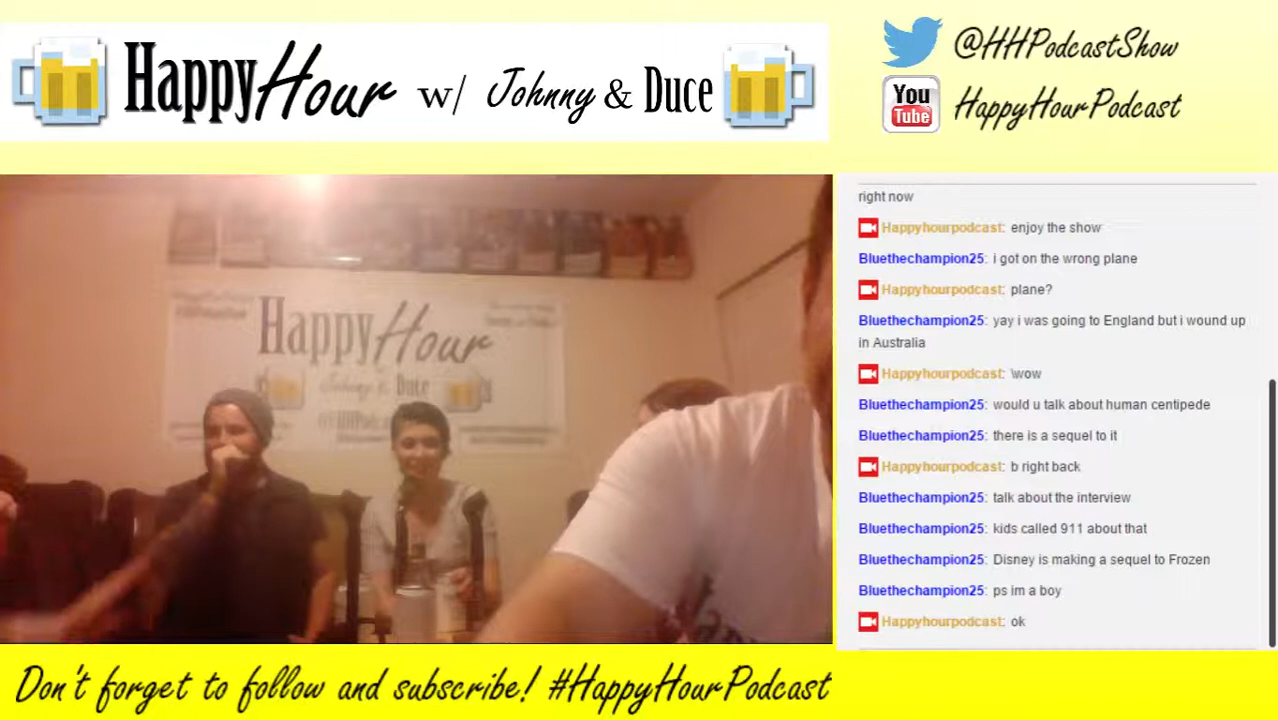 HappyHour w/ Johnny & Duce
@HHPodcastShow
You
Tube
HappyHourPodcast
HappyHour
Duce
right now
Happyhourpodcast: enjoy the show
Bluethechampion25: i got on the wrong plane
Happyhourpodcast: plane?
Bluethechampion25: yay i was going to England but i wound up
in Australia
Happyhourpodcast: \wow
Bluethechampion25: would u talk about human centipede
Bluethechampion25: there is a sequel to it
Happyhourpodcast: b right back
Bluethechampion25: talk about the interview
Bluethechampion25: kids called 911 about that
Bluethechampion25: Disney is making a sequel to Frozen
Bluethechampion25: ps im a boy
Happyhourpodcast: ok
Don't forget to follow and subscribe! #HappyHourPodcast